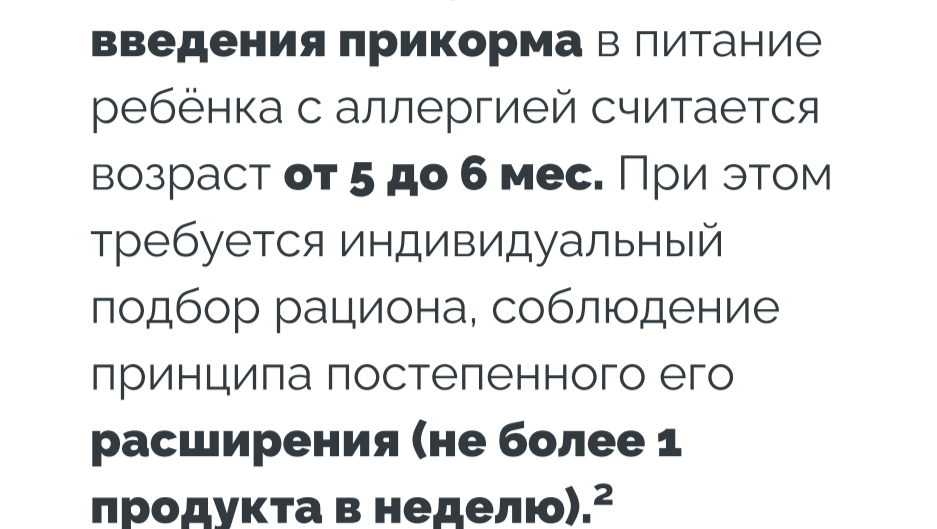 введения прикорма в питание
ребёнка с аллергией считается
возраст от 5 до 6 мес. При этом
требуется индивидуальный
подбор рациона, соблюдение
принципа постепенного его
расширения (не более 1
продукта в неделю).²